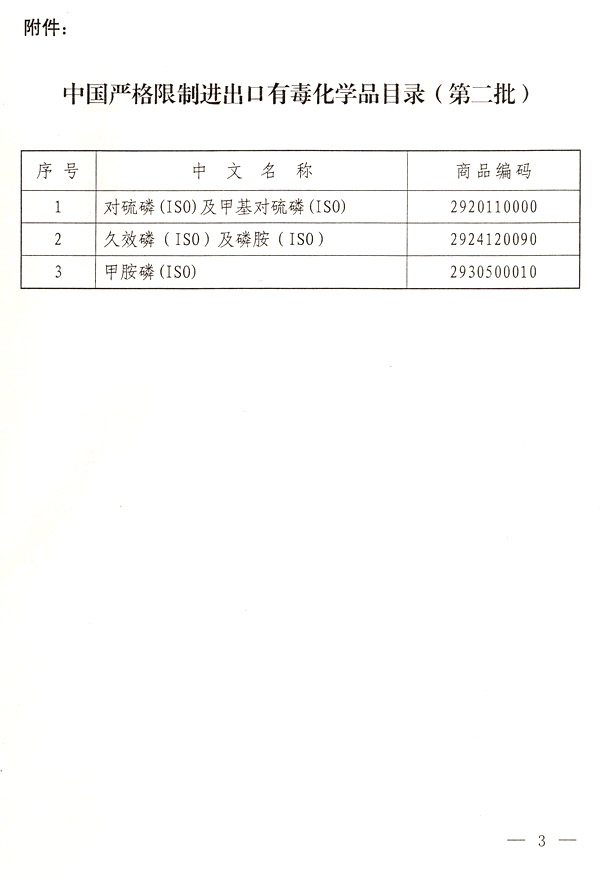 附件:
中国严格限制进出口有毒化学品目录(第二批)
序 号 中 文 名 称 商品编码
1 对硫磷(ISO)及甲基对硫磷(ISO) 2920110000
2 久效磷(ISO)及磷胺(ISO) 2924120090
3 甲胺磷(ISO) 2930500010
— 3 —